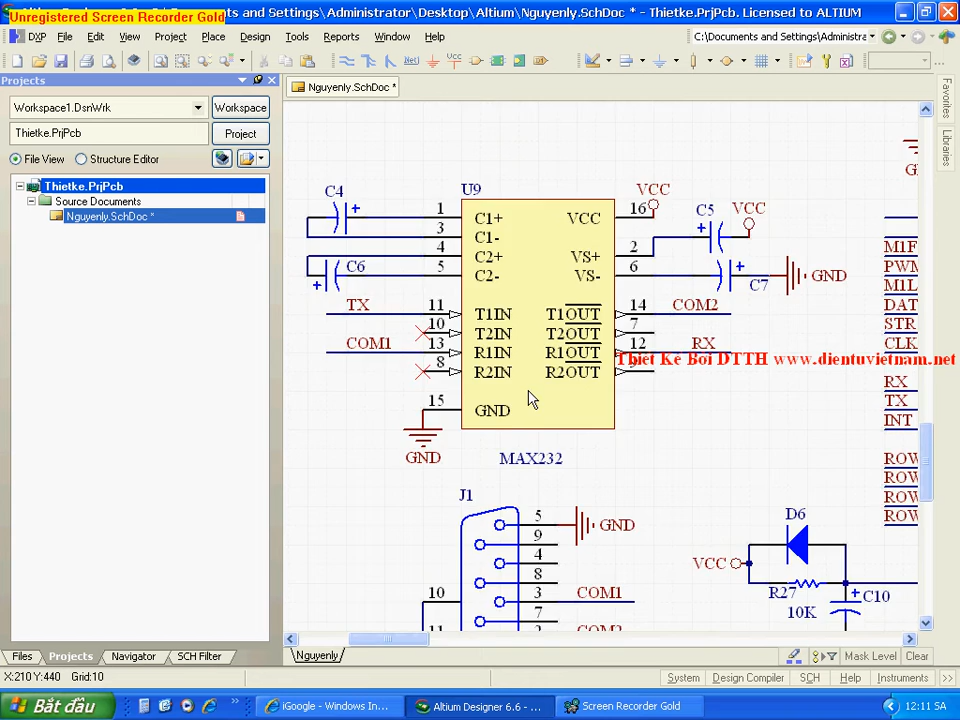 Unregistered Screen Recorder Gold
ents and Settings\Administrator\Desktop\Altium\Nguyenly.SchDoc * - Thietke.PrjPcb. Licensed to ALTIUM
DXP File Edit View Project Place Design Tools Reports Window Help
C:\Documents and Settings\Administra
Projects
Workspace1.DsnWrk Workspace
Thietke.PrjPcb Project
File View Structure Editor
Thietke.PrjPcb
Source Documents
Nguyenly.SchDoc *
Nguyenly.SchDoc *
Favorites
Libraries
C4 U9 VCC
1 C1+ VCC 16
C5 VCC
3 C1-
4 C2+ VS+ 2
5 C2- VS- 6
C6 C7 GND
TX 11 T1IN T1OUT 14 COM2
10 T2IN T2OUT 7
COM1 13 R1IN R1OUT 12 RX
8 R2IN R2OUT
Thiet Ke Boi DTTH www.dientuvietnam.net
15 GND
GND
MAX232
M1F
PWM
M1L
DAT
STR
CLK
RX
TX
INT
ROW
ROW
ROW
ROW
J1
5 GND
9
4
8
10 3 COM1
7
11 2 COM2
D6
VCC
R27 C10
10K
Files Projects Navigator SCH Filter
Nguyenly
Mask Level Clear
X:210 Y:440 Grid:10
System Design Compiler SCH Help Instruments >>
Bắt đầu
iGoogle - Windows In...
Altium Designer 6.6 - ...
Screen Recorder Gold
12:11 SA